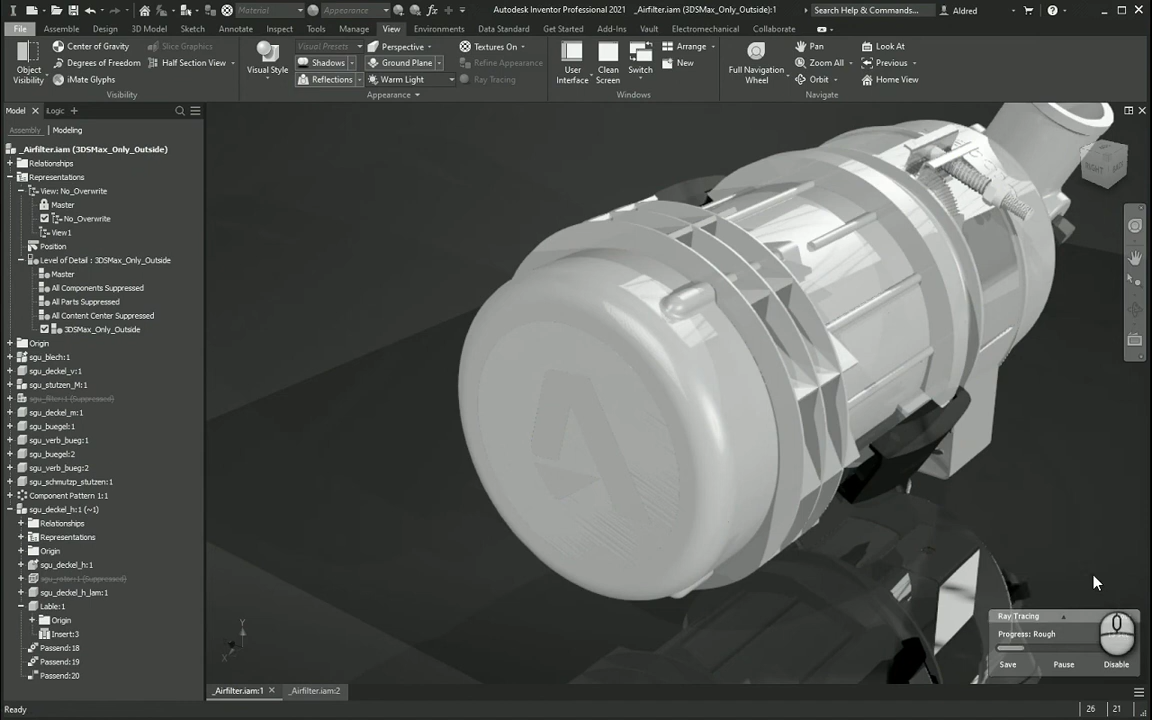 Material
Appearance
Autodesk Inventor Professional 2021 _Airfilter.iam (3DSMax_Only_Outside):1
Search Help & Commands...
Aldred
File Assemble Design 3D Model Sketch Annotate Inspect Tools Manage View Environments Data Standard Get Started Add-Ins Vault Electromechanical Collaborate
Object Visibility
Center of Gravity
Degrees of Freedom
iMate Glyphs
Slice Graphics
Half Section View
Visibility
Visual Style
Visual Presets
Shadows
Reflections
Perspective
Ground Plane
Warm Light
Textures On
Refine Appearance
Ray Tracing
Appearance
User Interface
Clean Screen
Switch
Arrange
New
Windows
Full Navigation Wheel
Pan
Zoom All
Orbit
Look At
Previous
Home View
Navigate
Model
iLogic
Assembly
Modeling
_Airfilter.iam (3DSMax_Only_Outside)
Relationships
Representations
View: No_Overwrite
Master
No_Overwrite
View1
Position
Level of Detail : 3DSMax_Only_Outside
Master
All Components Suppressed
All Parts Suppressed
All Content Center Suppressed
3DSMax_Only_Outside
Origin
sgu_blech:1
sgu_deckel_v:1
sgu_stutzen_M:1
sgu_filter:1 (Suppressed)
sgu_deckel_m:1
sgu_buegel:1
sgu_verb_bueg:1
sgu_buegel:2
sgu_verb_bueg:2
sgu_schmutzp_stutzen:1
Component Pattern 1:1
sgu_deckel_h:1 (~1)
Relationships
Representations
Origin
sgu_deckel_h:1
sgu_deckel_h_lam:1
Lable:1
Origin
Insert:3
Passend:18
Passend:19
Passend:20
RIGHT
BACK
Y
X
Ray Tracing
Progress: Rough
Save
Pause
Disable
_Airfilter.iam:1
_Airfilter.iam:2
Ready
26
21